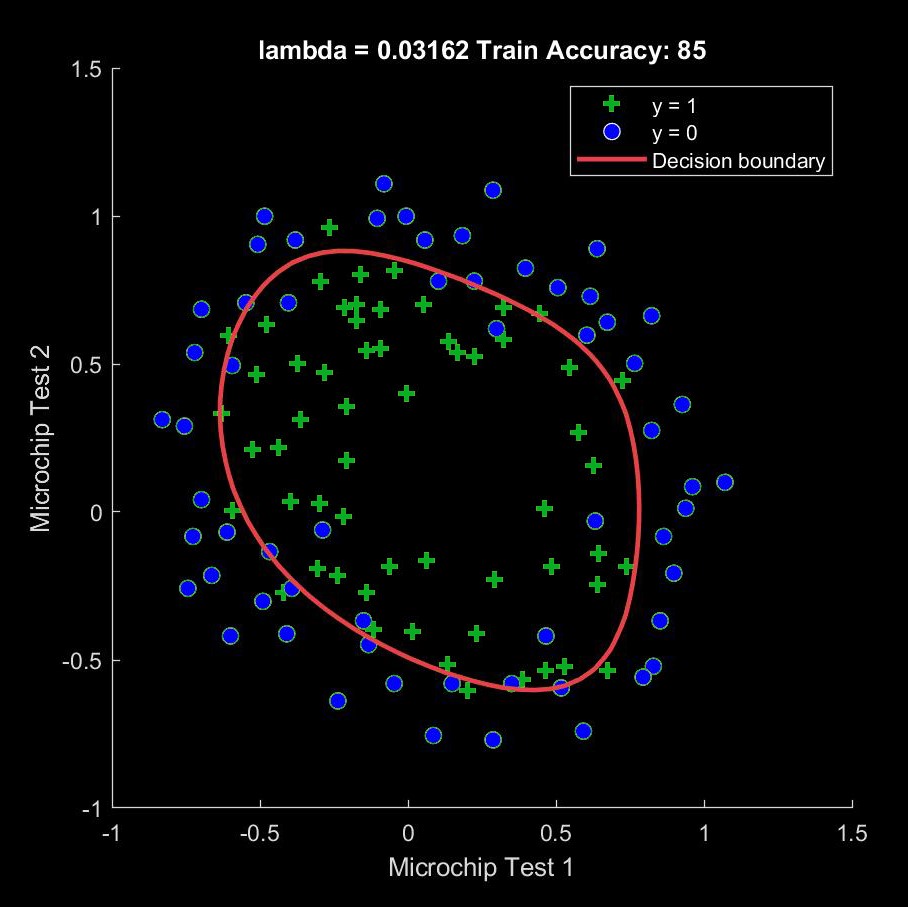 lambda = 0.03162 Train Accuracy: 85
1.5
y = 1
y = 0
Decision boundary
1
0.5
Microchip Test 2
0
-0.5
-1
-1
-0.5
0
0.5
1
1.5
Microchip Test 1